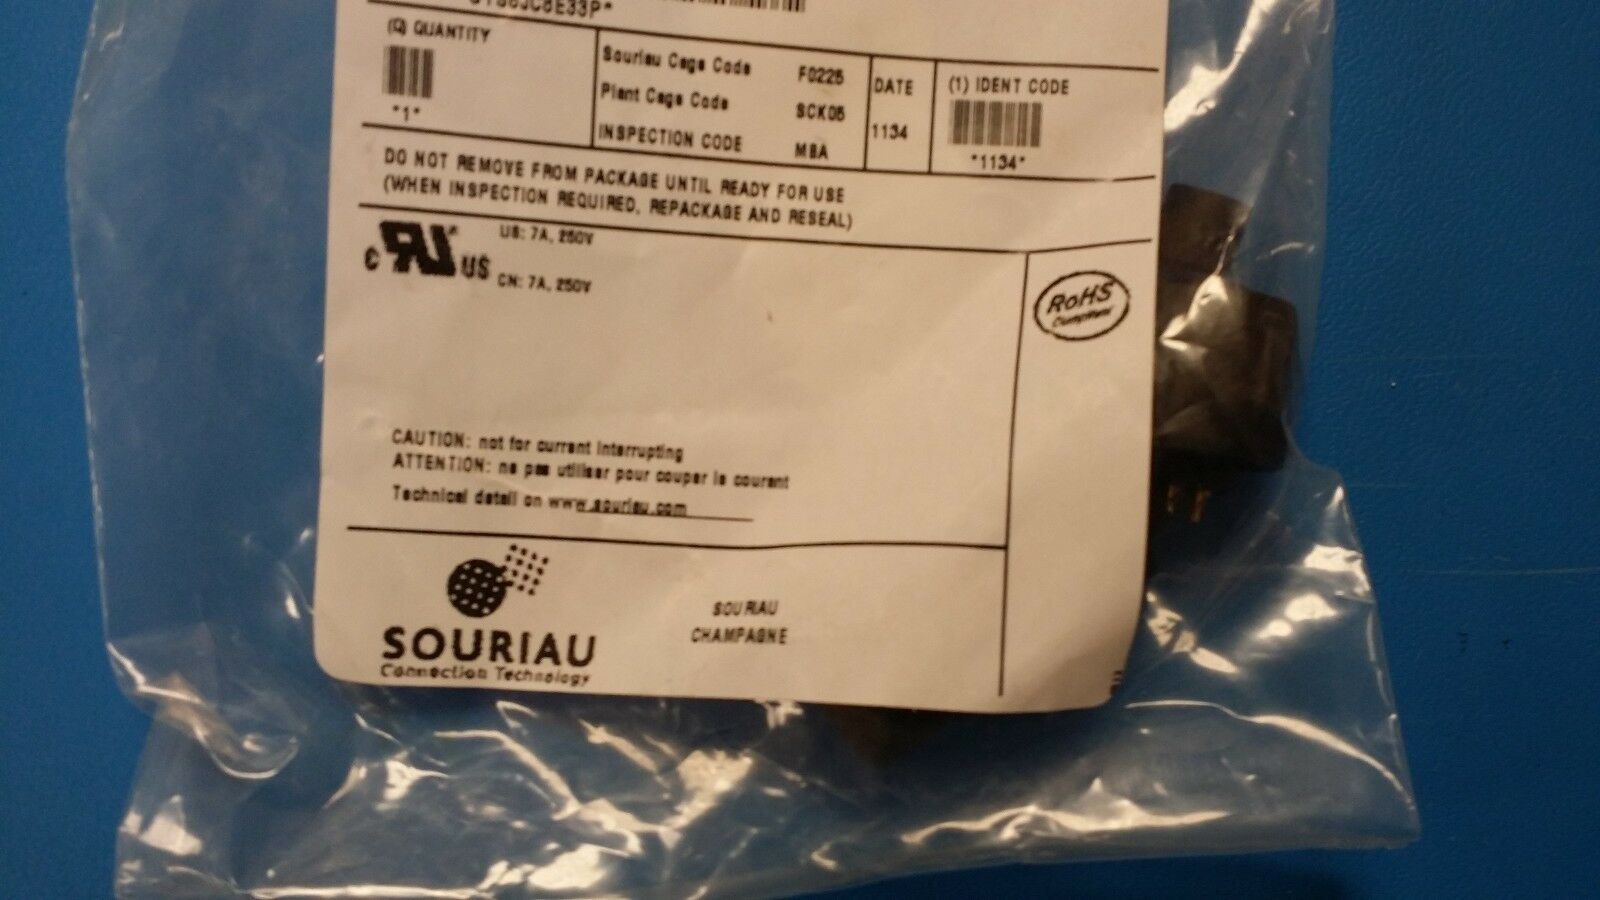 (Q) QUANTITY
*1*
Souriau Cage Code F0225
Plant Cage Code SCK05
INSPECTION CODE MBA
DATE
1134
(1) IDENT CODE
*1134*
DO NOT REMOVE FROM PACKAGE UNTIL READY FOR USE
(WHEN INSPECTION REQUIRED, REPACKAGE AND RESEAL)
c RU US
US: 7A, 250V
CN: 7A, 250V
RoHS
Compliant
CAUTION: not for current interrupting
ATTENTION: ne pas utiliser pour couper le courant
Technical detail on www.souriau.com
SOURIAU
Connection Technology
SOURIAU
CHAMPAGNE